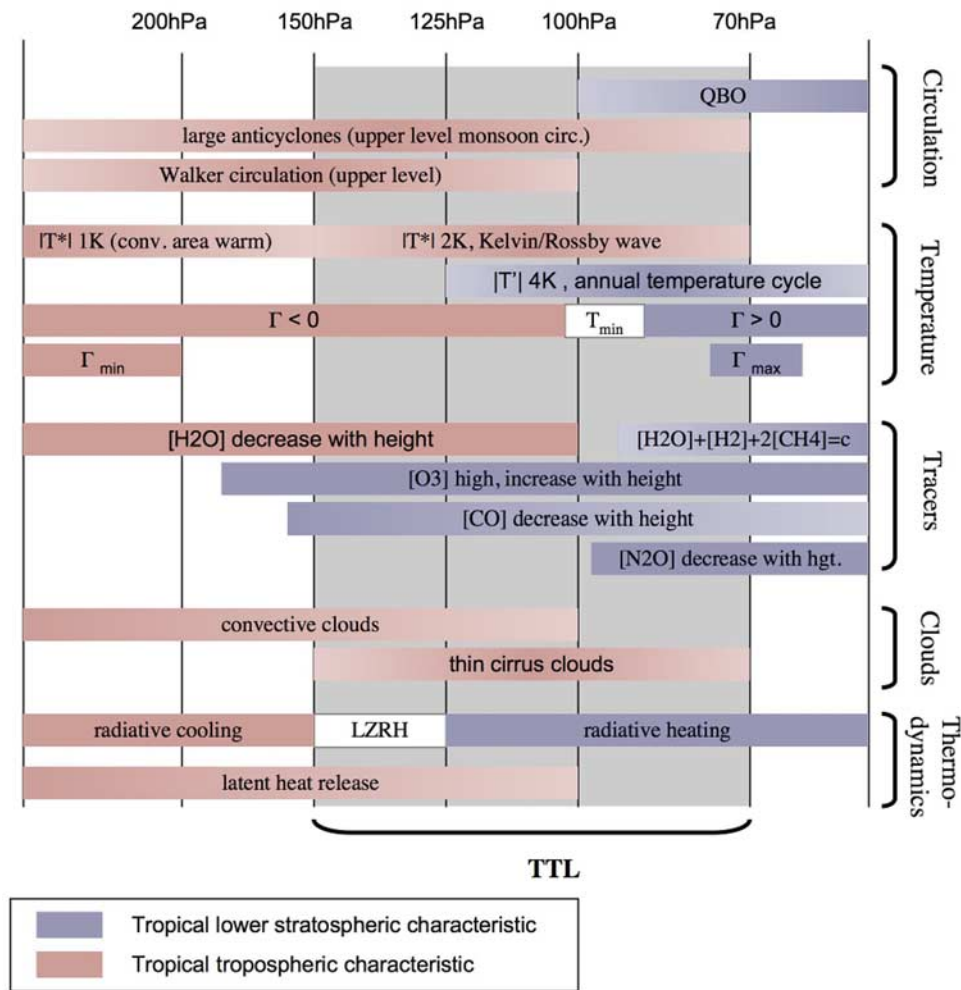 200hPa 150hPa 125hPa 100hPa 70hPa
QBO
large anticyclones (upper level monsoon circ.)
Walker circulation (upper level)
Circulation
|T*| 1K (conv. area warm) |T*| 2K, Kelvin/Rossby wave
|T'| 4K , annual temperature cycle
Γ < 0 Tmin Γ > 0
Γ min Γ max
Temperature
[H2O] decrease with height [H2O]+[H2]+2[CH4]=c
[O3] high, increase with height
[CO] decrease with height
[N2O] decrease with hgt.
Tracers
convective clouds
thin cirrus clouds
Clouds
radiative cooling LZRH radiative heating
latent heat release
Thermo-
dynamics
TTL
Tropical lower stratospheric characteristic
Tropical tropospheric characteristic